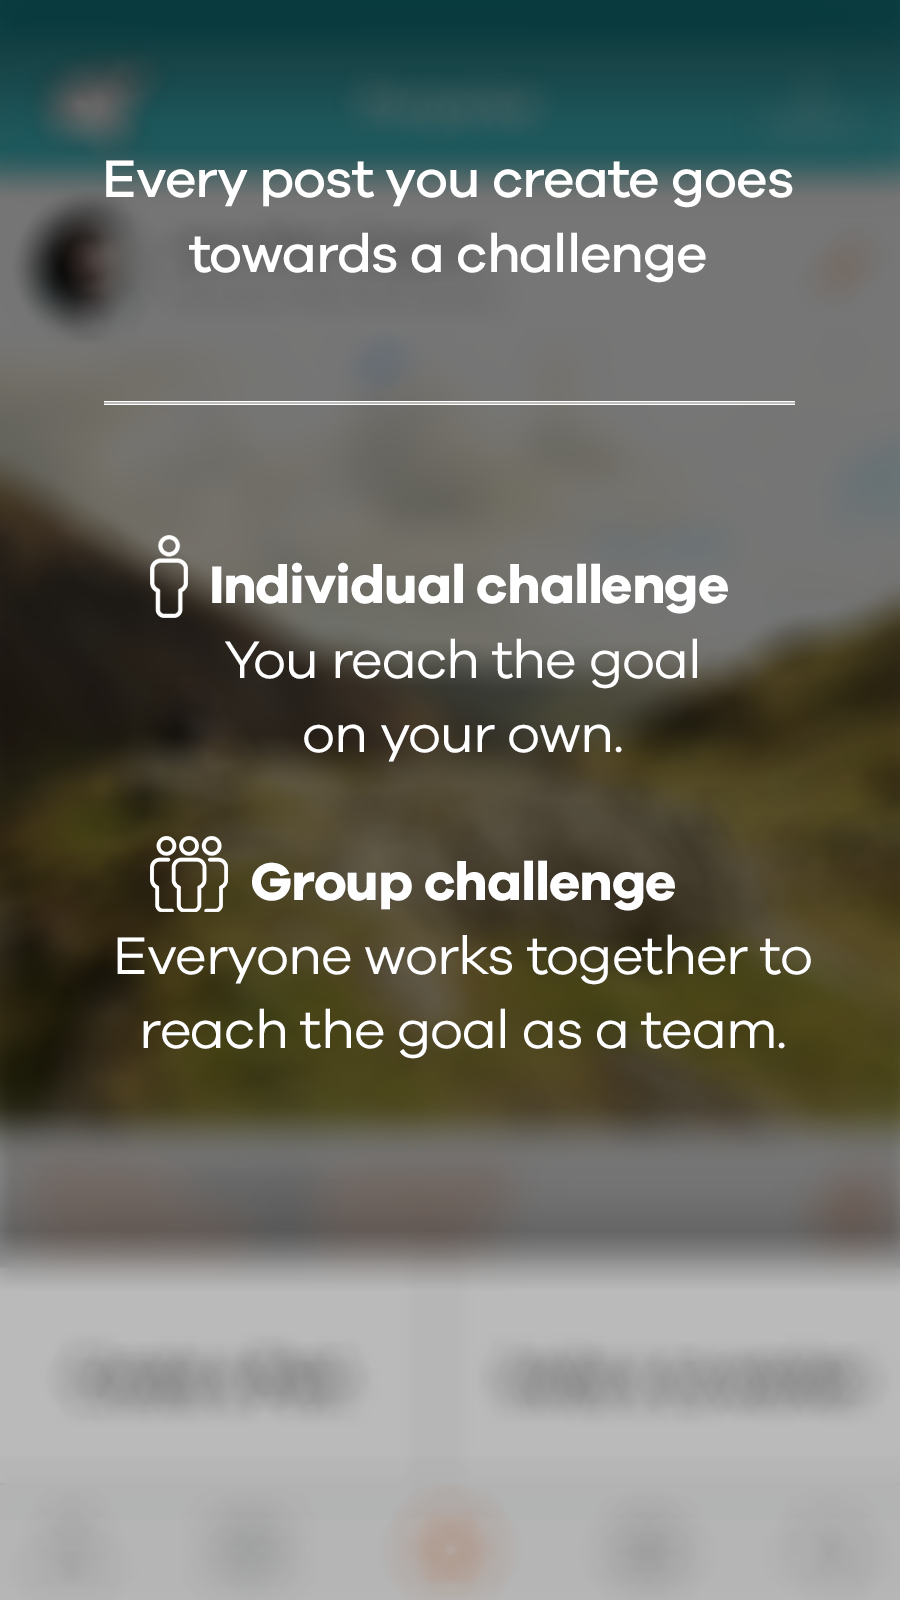 Every post you create goes
towards a challenge
Individual challenge
You reach the goal
on your own.
Group challenge
Everyone works together to
reach the goal as a team.